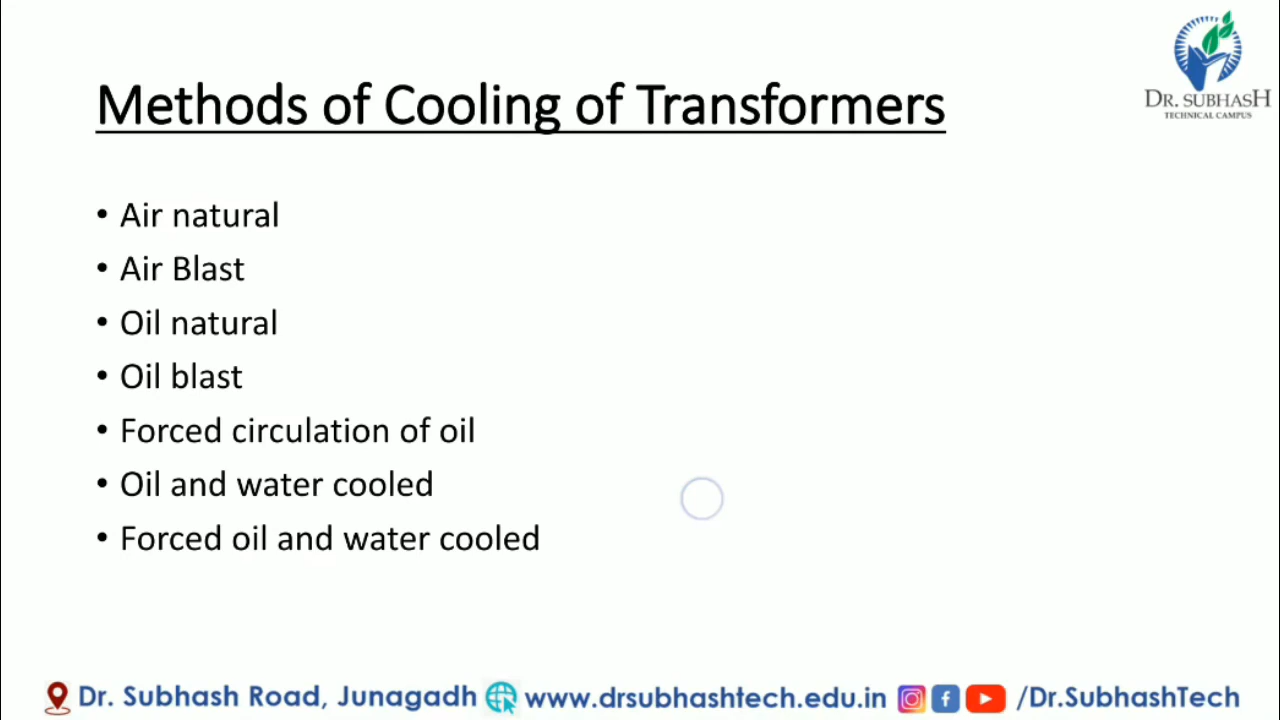 Methods of Cooling of Transformers
DR. SUBHASH
TECHNICAL CAMPUS
• Air natural
• Air Blast
• Oil natural
• Oil blast
• Forced circulation of oil
• Oil and water cooled
• Forced oil and water cooled
Dr. Subhash Road, Junagadh www.drsubhashtech.edu.in /Dr.SubhashTech